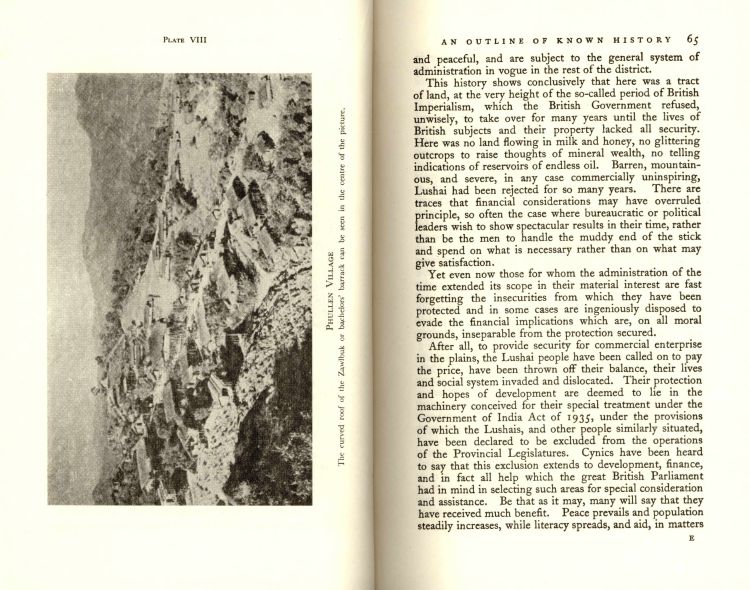 PLATE VIII
PHULLEN VILLAGE
The curved roof of the Zawlbuk or bachelors' barrack can be seen in the centre of the picture.
AN OUTLINE OF KNOWN HISTORY 65
and peaceful, and are subject to the general system of
administration in vogue in the rest of the district.
This history shows conclusively that here was a tract
of land, at the very height of the so-called period of British
Imperialism, which the British Government refused,
unwisely, to take over for many years until the lives of
British subjects and their property lacked all security.
Here was no land flowing in milk and honey, no glittering
outcrops to raise thoughts of mineral wealth, no telling
indications of reservoirs of endless oil. Barren, mountain-
ous, and severe, in any case commercially uninspiring,
Lushai had been rejected for so many years. There are
traces that financial considerations may have overruled
principle, so often the case where bureaucratic or political
leaders wish to show spectacular results in their time, rather
than be the men to handle the muddy end of the stick
and spend on what is necessary rather than on what may
give satisfaction.
Yet even now those for whom the administration of the
time extended its scope in their material interest are fast
forgetting the insecurities from which they have been
protected and in some cases are ingeniously disposed to
evade the financial implications which are, on all moral
grounds, inseparable from the protection secured.
After all, to provide security for commercial enterprise
in the plains, the Lushai people have been called on to pay
the price, have been thrown off their balance, their lives
and social system invaded and dislocated. Their protection
and hopes of development are deemed to lie in the
machinery conceived for their special treatment under the
Government of India Act of 1935, under the provisions
of which the Lushais, and other people similarly situated,
have been declared to be excluded from the operations
of the Provincial Legislatures. Cynics have been heard
to say that this exclusion extends to development, finance,
and in fact all help which the great British Parliament
had in mind in selecting such areas for special consideration
and assistance. Be that as it may, many will say that they
have received much benefit. Peace prevails and population
steadily increases, while literacy spreads, and aid, in matters
E